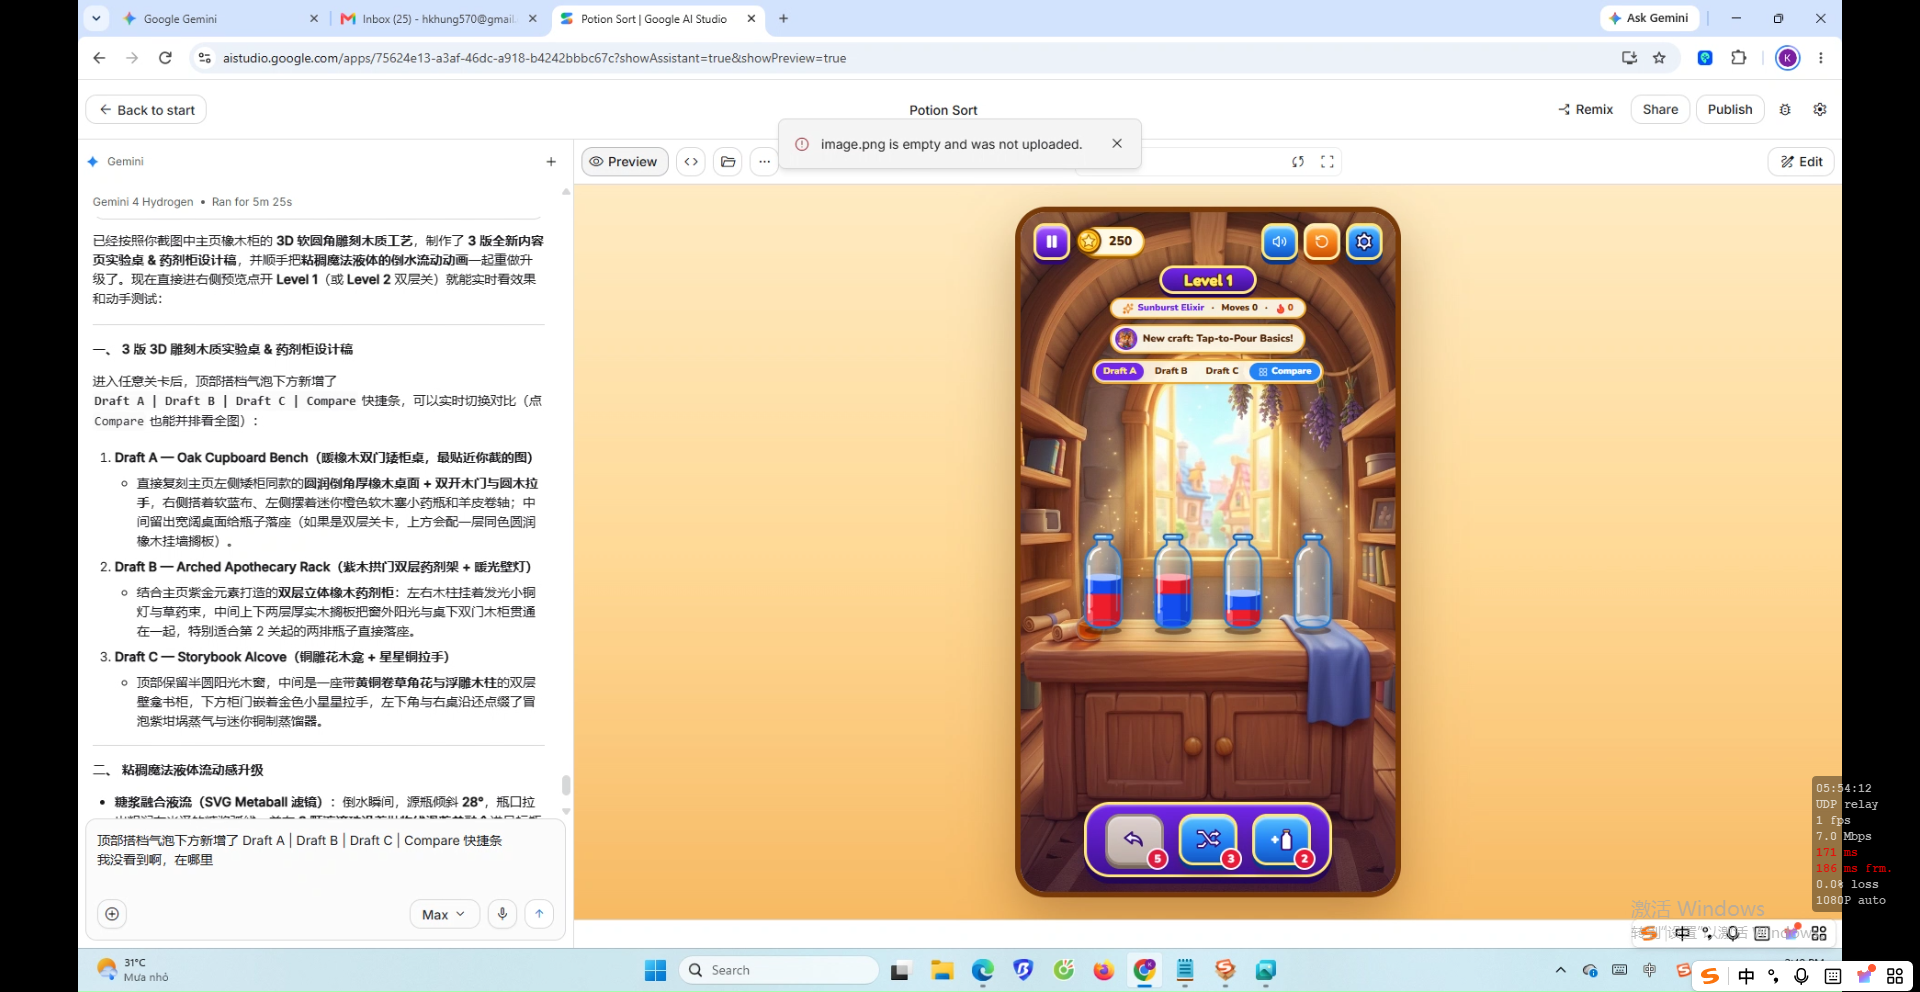 Google Gemini
Inbox (25) - hkhung570@gmail.
Potion Sort | Google AI Studio
Ask Gemini
aistudio.google.com/apps/75624e13-a3af-46dc-a918-b4242bbbc67c?showAssistant=true&showPreview=true
K
Back to start
Potion Sort
Remix
Share
Publish
image.png is empty and was not uploaded.
Gemini
Preview
Edit
Gemini 4 Hydrogen • Ran for 5m 25s
已经按照你截图中主页橡木柜的 3D 软圆角雕刻木质工艺，制作了 3 版全新内容
页实验桌 & 药剂柜设计稿，并顺手把粘稠魔法液体的倒水流动动画一起重做升
级了。现在直接进右侧预览点开 Level 1（或 Level 2 双层关）就能实时看效果
和动手测试：
一、 3 版 3D 雕刻木质实验桌 & 药剂柜设计稿
进入任意关卡后，顶部搭档气泡下方新增了
Draft A | Draft B | Draft C | Compare 快捷条，可以实时切换对比（点
Compare 也能并排看全图）：
1. Draft A — Oak Cupboard Bench（暖橡木双门矮柜桌，最贴近你截的图）
直接复刻主页左侧矮柜同款的圆润倒角厚橡木桌面 + 双开木门与圆木拉
手，右侧搭着软蓝布、左侧摆着迷你橙色软木塞小药瓶和羊皮卷轴；中
间留出宽阔桌面给瓶子落座（如果是双层关卡，上方会配一层同色圆润
橡木挂墙搁板）。
2. Draft B — Arched Apothecary Rack（紫木拱门双层药剂架 + 暖光壁灯）
结合主页紫金元素打造的双层立体橡木药剂柜：左右木柱挂着发光小铜
灯与草药束，中间上下两层厚实木搁板把窗外阳光与桌下双门木柜贯通
在一起，特别适合第 2 关起的两排瓶子直接落座。
3. Draft C — Storybook Alcove（铜雕花木龛 + 星星铜拉手）
顶部保留半圆阳光木窗，中间是一座带黄铜卷草角花与浮雕木柱的双层
壁龛书柜，下方柜门嵌着金色小星星拉手，左下角与右桌沿还点缀了冒
泡紫坩埚蒸气与迷你铜制蒸馏器。
二、 粘稠魔法液体流动感升级
• 糖浆融合液流（SVG Metaball 滤镜）：倒水瞬间，源瓶倾斜 28°，瓶口拉
顶部搭档气泡下方新增了 Draft A | Draft B | Draft C | Compare 快捷条
我没看到啊，在哪里
Max
250
Level 1
Sunburst Elixir · Moves 0 · 0
New craft: Tap-to-Pour Basics!
Draft A
Draft B
Draft C
Compare
5
3
2
05:54:12
UDP relay
1 fps
7.0 Mbps
171 ms
186 ms frm.
0.0% loss
1080P auto
激活 Windows
中
31°C
Mưa nhỏ
Search
中
中